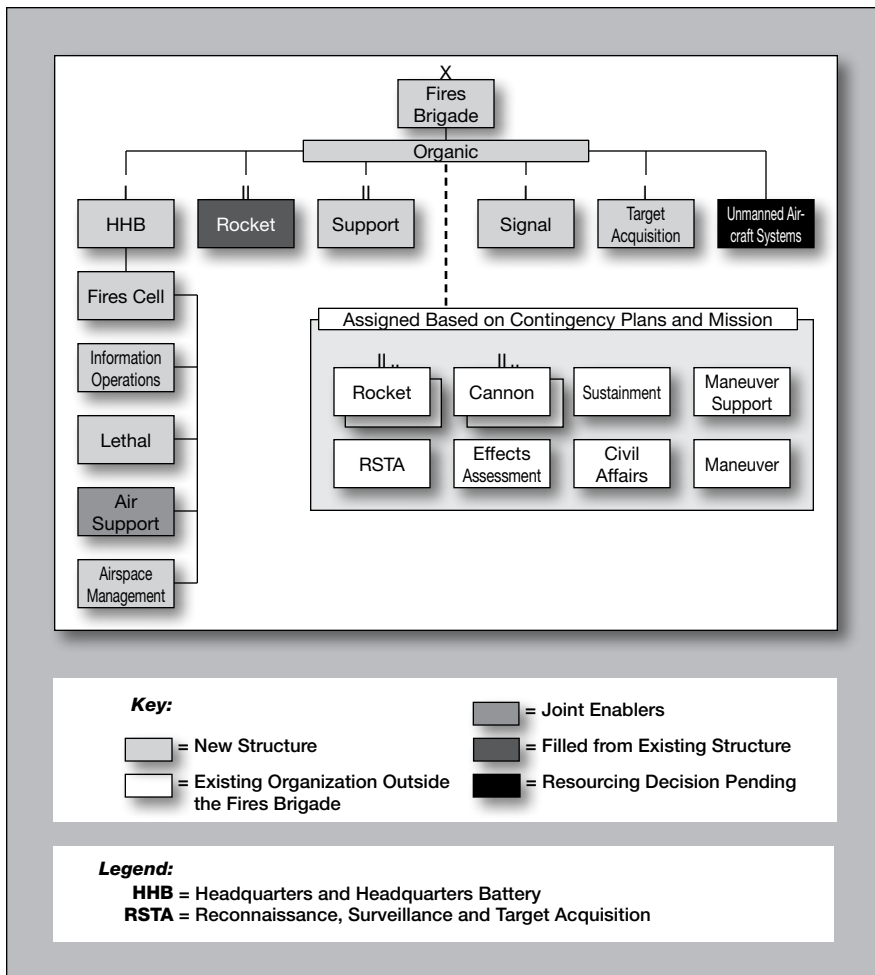 X
Fires
Brigade
Organic
I
II
II
I
I
HHB
Rocket
Support
Signal
Target
Acquisition
Unmanned Air-
craft Systems
Fires Cell
Information
Operations
Lethal
Air
Support
Airspace
Management
Assigned Based on Contingency Plans and Mission
II
II
Rocket
Cannon
Sustainment
Maneuver
Support
RSTA
Effects
Assessment
Civil
Affairs
Maneuver
Key:
= New Structure
= Existing Organization Outside
the Fires Brigade
= Joint Enablers
= Filled from Existing Structure
= Resourcing Decision Pending
Legend:
HHB = Headquarters and Headquarters Battery
RSTA = Reconnaissance, Surveillance and Target Acquisition